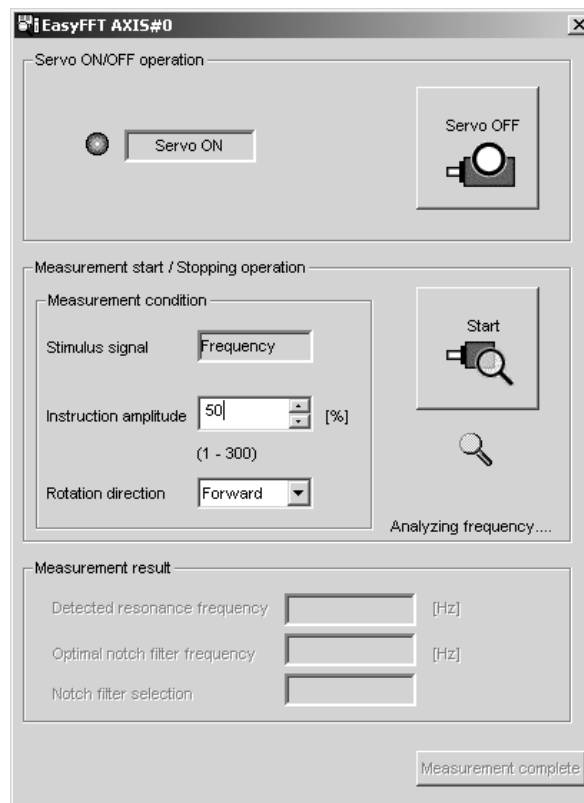 EasyFFT AXIS#0
Servo ON/OFF operation
Servo ON
Servo OFF
Measurement start / Stopping operation
Measurement condition
Stimulus signal
Frequency
Instruction amplitude
50
[%]
(1 - 300)
Rotation direction
Forward
Start
Analyzing frequency....
Measurement result
Detected resonance frequency
[Hz]
Optimal notch filter frequency
[Hz]
Notch filter selection
Measurement complete